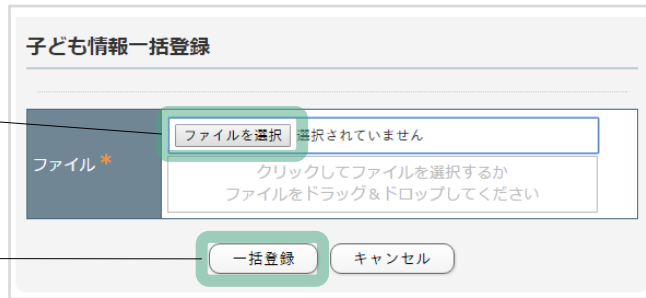 子ども情報一括登録
ファイル* ファイルを選択 選択されていません
クリックしてファイルを選択するか
ファイルをドラッグ＆ドロップしてください
一括登録 キャンセル